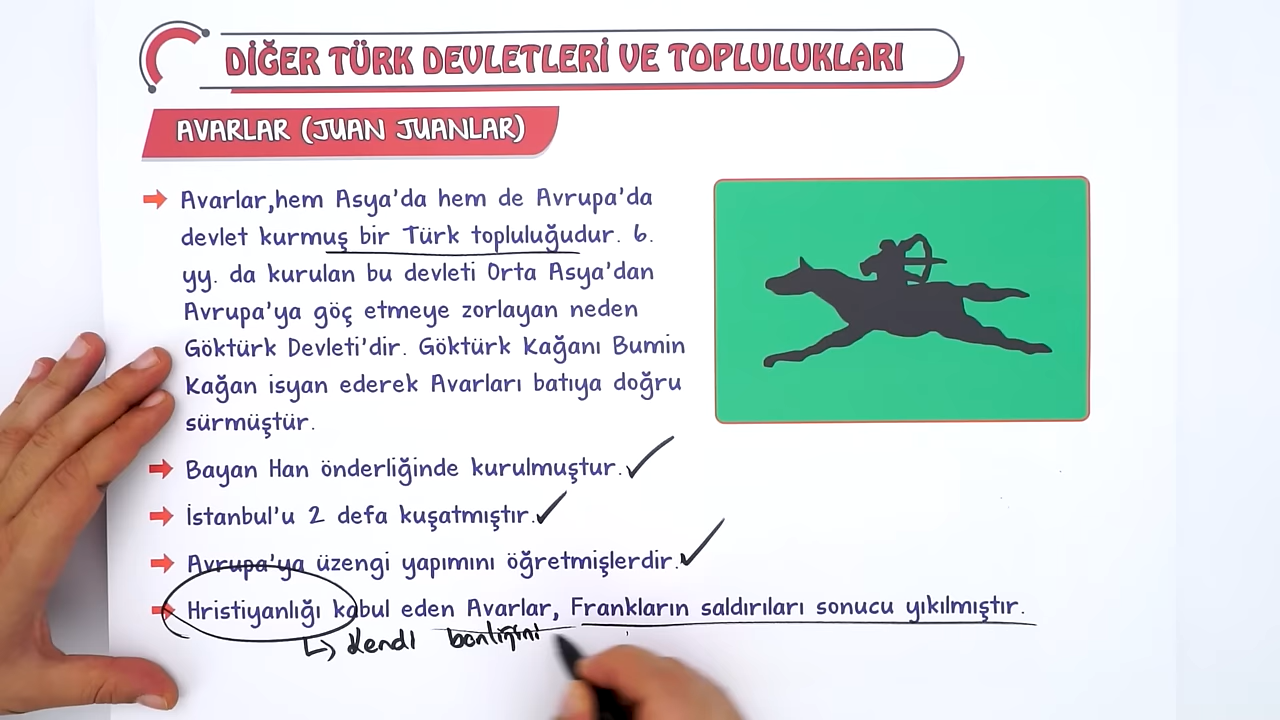 DİĞER TÜRK DEVLETLERİ VE TOPLULUKLARI
AVARLAR (JUAN JUANLAR)
Avarlar,hem Asya'da hem de Avrupa'da
devlet kurmuş bir Türk topluluğudur. 6.
yy. da kurulan bu devleti Orta Asya'dan
Avrupa'ya göç etmeye zorlayan neden
Göktürk Devleti'dir. Göktürk Kağanı Bumin
Kağan isyan ederek Avarları batıya doğru
sürmüştür.
Bayan Han önderliğinde kurulmuştur.
İstanbul'u 2 defa kuşatmıştır.
Avrupa'ya üzengi yapımını öğretmişlerdir.
Hristiyanlığı kabul eden Avarlar, Frankların saldırıları sonucu yıkılmıştır.
Kendi benliğini